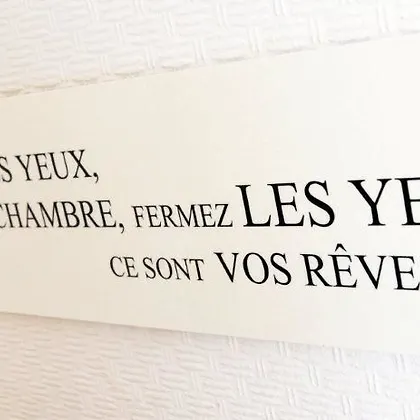 S YEUX,
CHAMBRE, FERMEZ LES YE
CE SONT VOS RÊVE